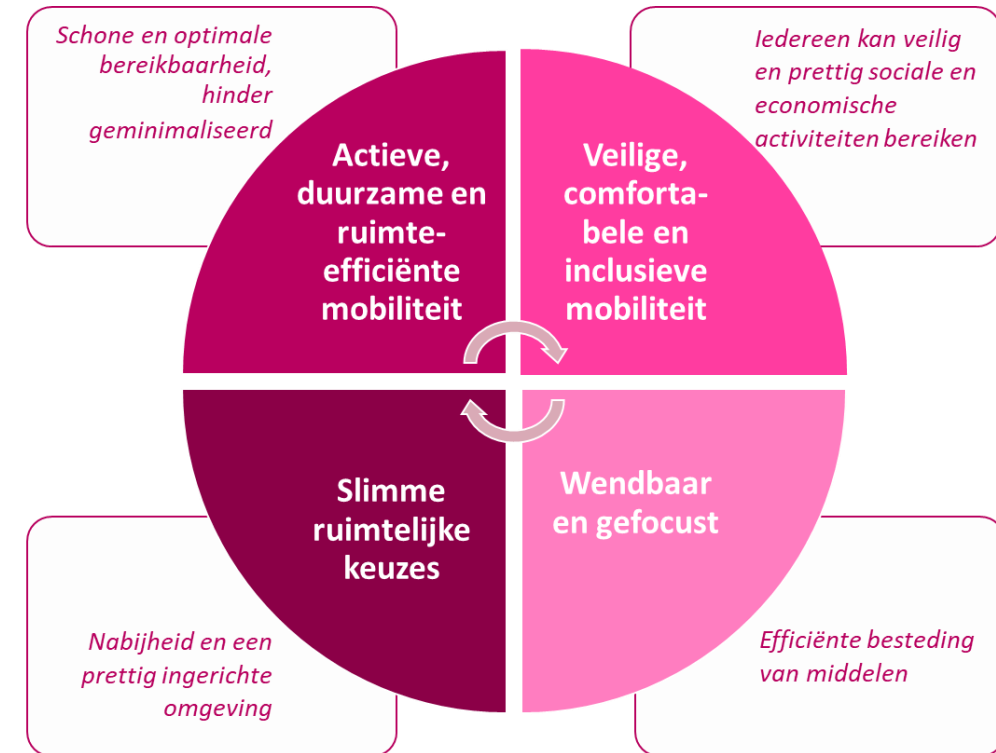 Schone en optimale
bereikbaarheid,
hinder
geminimaliseerd
Actieve,
duurzame en
ruimte-
efficiënte
mobiliteit
Veilige,
comforta-
bele en
inclusieve
mobiliteit
Iedereen kan veilig
en prettig sociale en
economische
activiteiten bereiken
Nabijheid en een
prettig ingerichte
omgeving
Slimme
ruimtelijke
keuzes
Wendbaar
en gefocust
Efficiënte besteding
van middelen